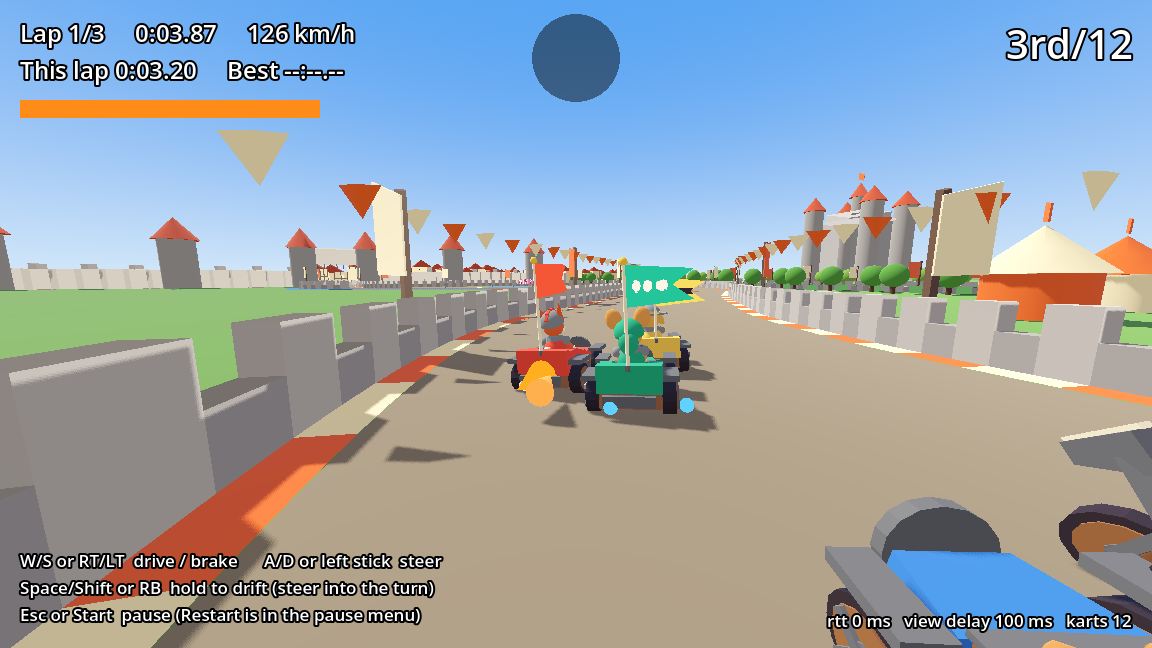 Lap 1/3 0:03.87 126 km/h
3rd/12
This lap 0:03.20 Best --:--.--
W/S or RT/LT drive / brake A/D or left stick steer
Space/Shift or RB hold to drift (steer into the turn)
Esc or Start pause (Restart is in the pause menu)
rtt 0 ms view delay 100 ms karts 12